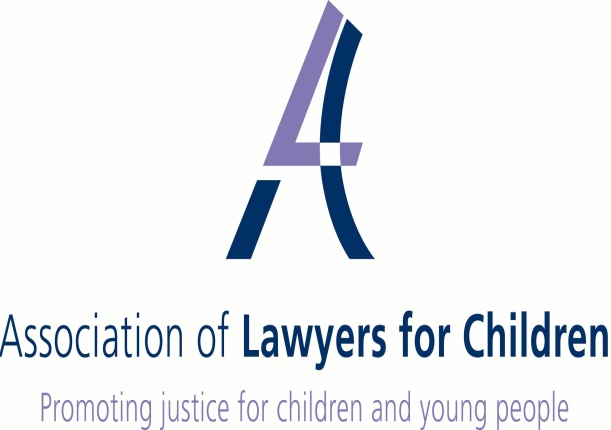 Association of Lawyers for Children
Promoting justice for children and young people